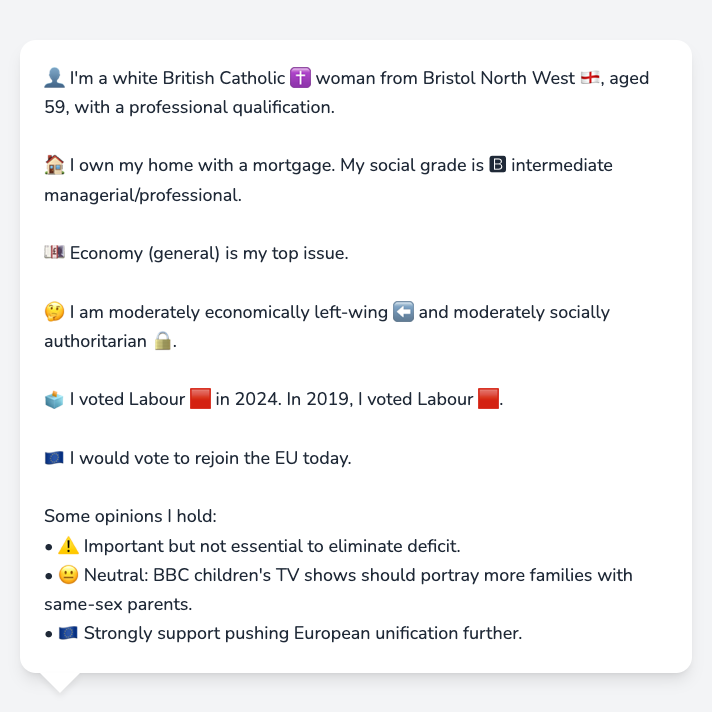 👤 I'm a white British Catholic ✝️ woman from Bristol North West 🏴󠁧󠁢󠁥󠁮󠁧󠁿, aged
59, with a professional qualification.
🏠 I own my home with a mortgage. My social grade is 🅱 intermediate
managerial/professional.
💷 Economy (general) is my top issue.
🤔 I am moderately economically left-wing ⬅️ and moderately socially
authoritarian 🔒.
🗳️ I voted Labour 🟥 in 2024. In 2019, I voted Labour 🟥.
🇪🇺 I would vote to rejoin the EU today.
Some opinions I hold:
• ⚠️ Important but not essential to eliminate deficit.
• 😐 Neutral: BBC children's TV shows should portray more families with
same-sex parents.
• 🇪🇺 Strongly support pushing European unification further.